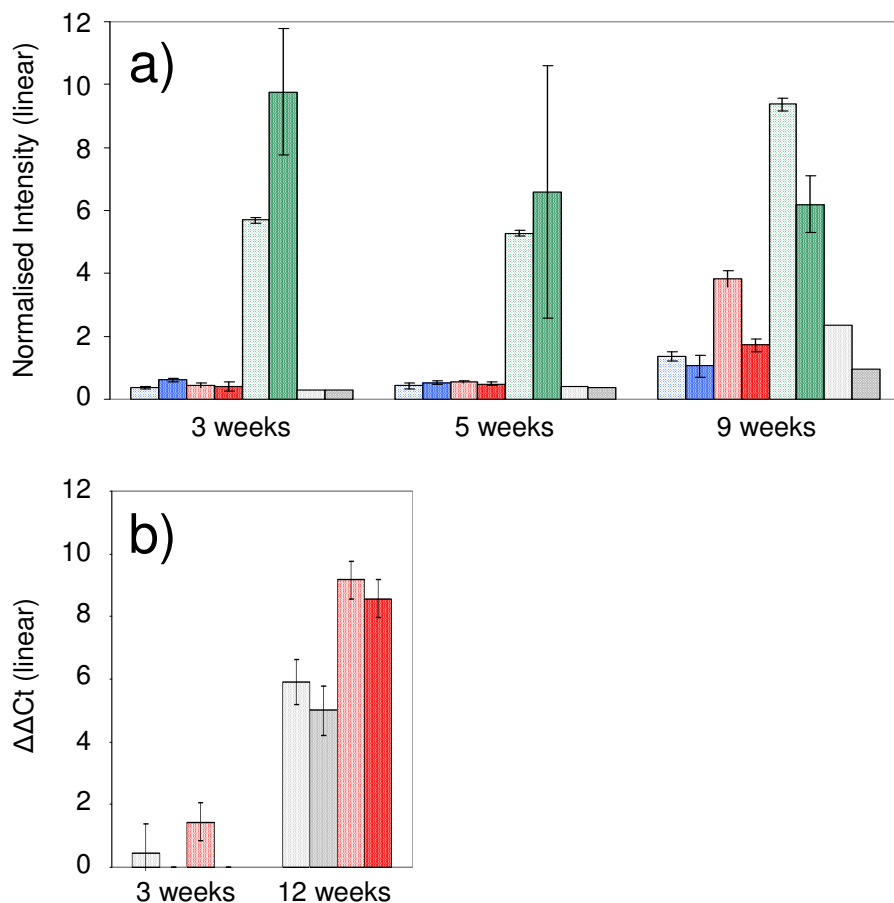 12
10
8
6
4
2
0
Normalised Intensity (linear)
a)
3 weeks 5 weeks 9 weeks
12
10
8
6
4
2
0
ΔΔCt (linear)
b)
3 weeks 12 weeks